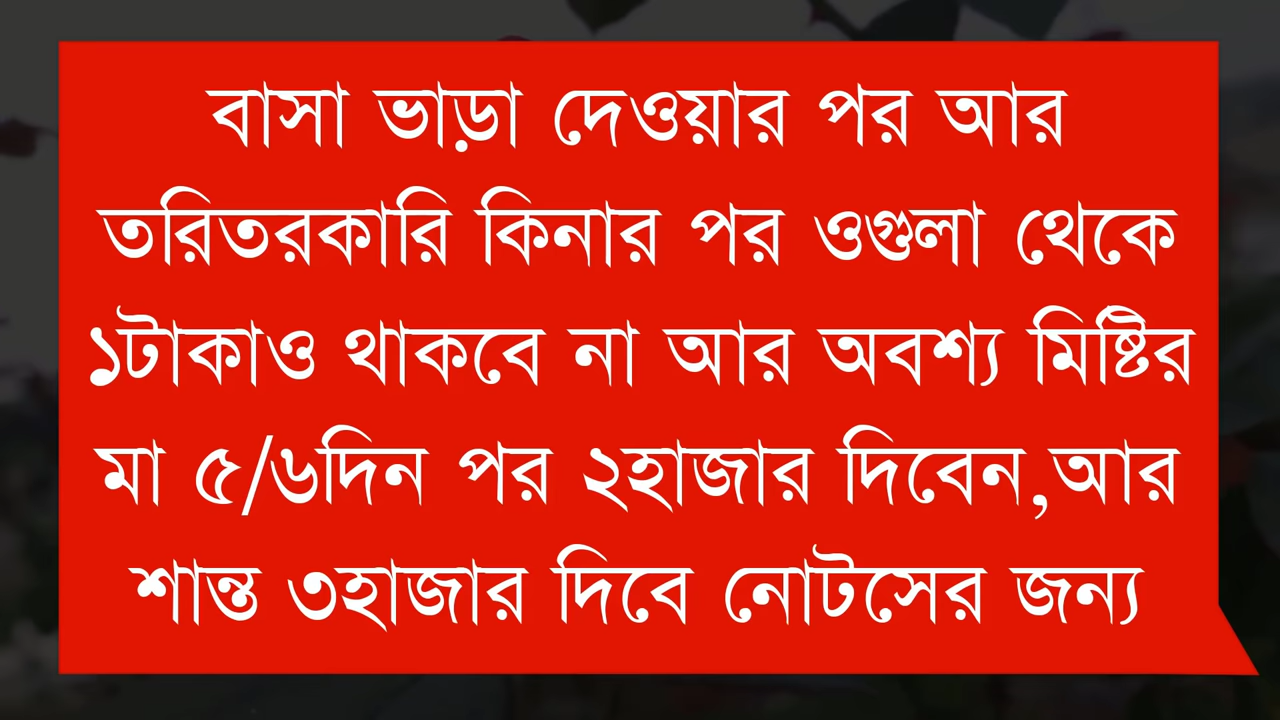 বাসা ভাড়া দেওয়ার পর আর
তরিতরকারি কিনার পর ওগুলা থেকে
১টাকাও থাকবে না আর অবশ্য মিষ্টির
মা ৫/৬দিন পর ২হাজার দিবেন,আর
শান্ত ৩হাজার দিবে নোটসের জন্য